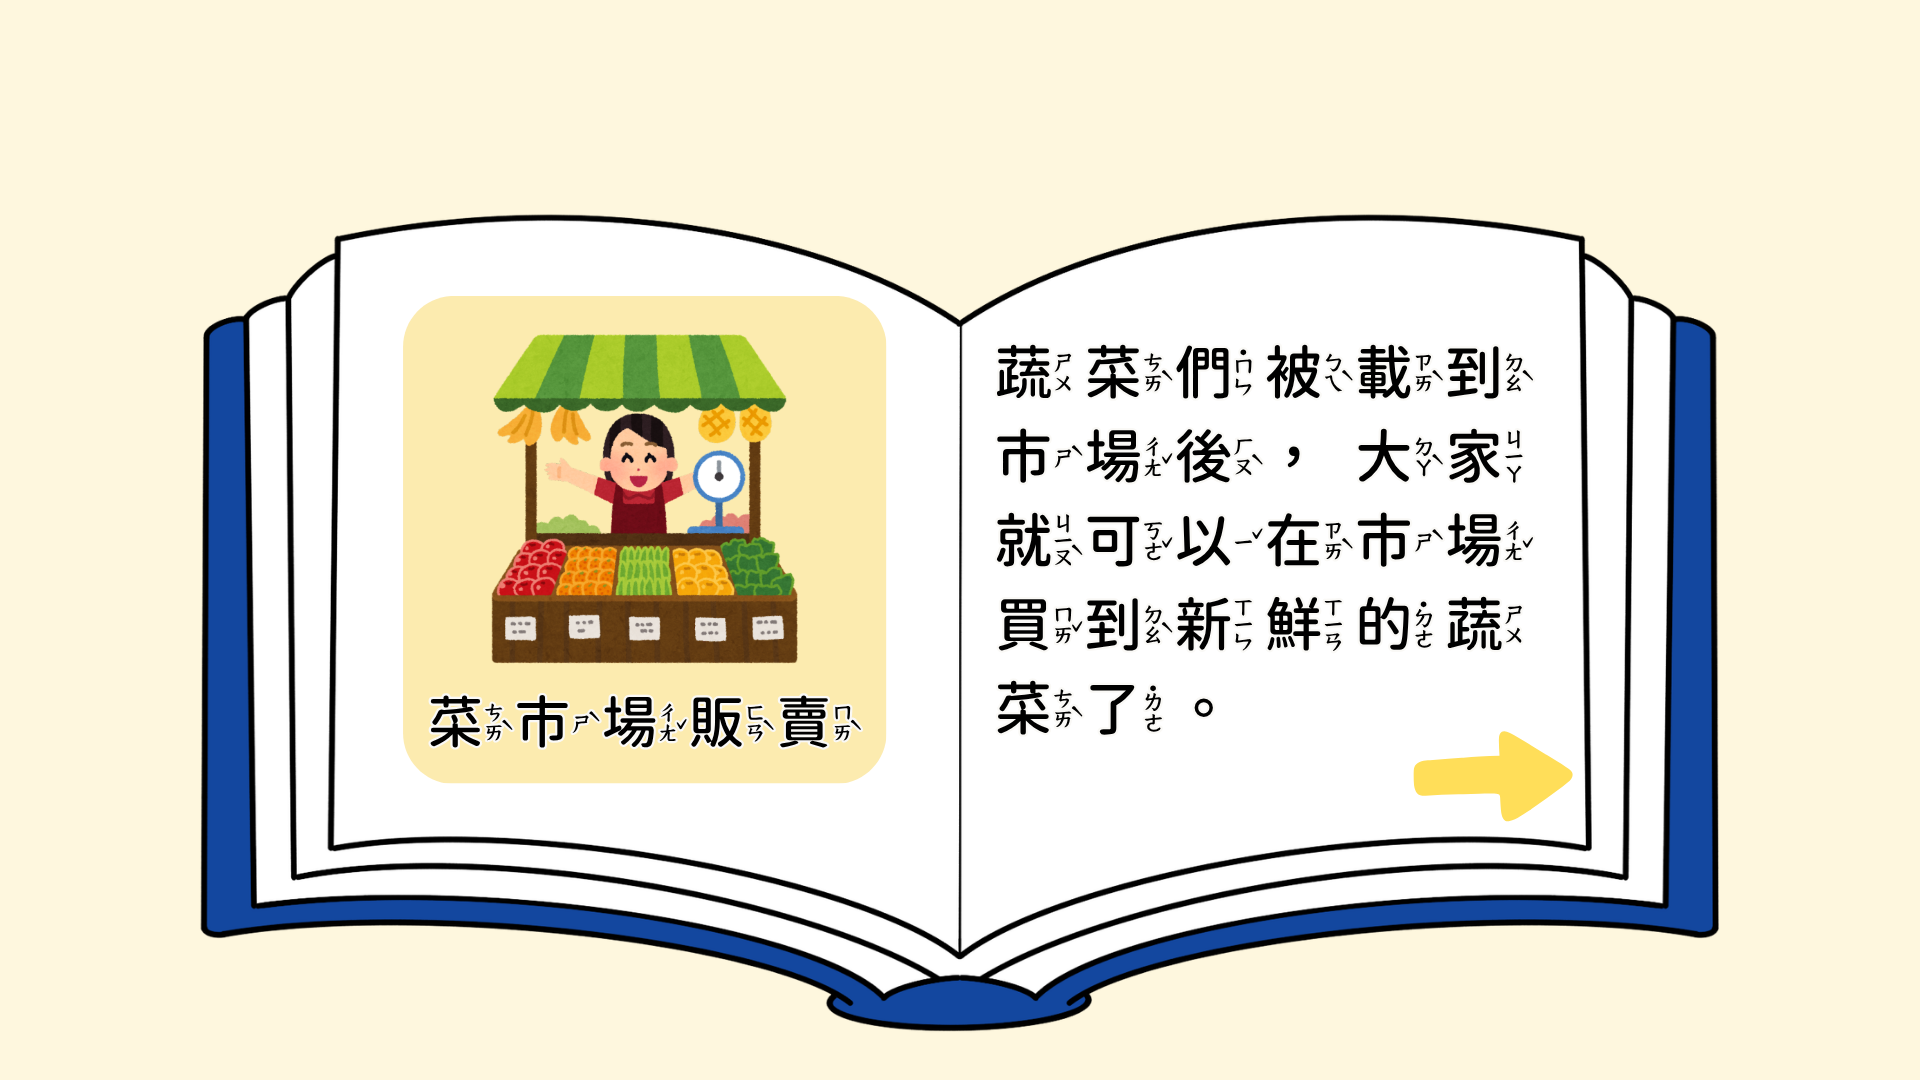 菜市場販賣
蔬菜們被載到
市場後，大家
就可以在市場
買到新鮮的蔬
菜了。